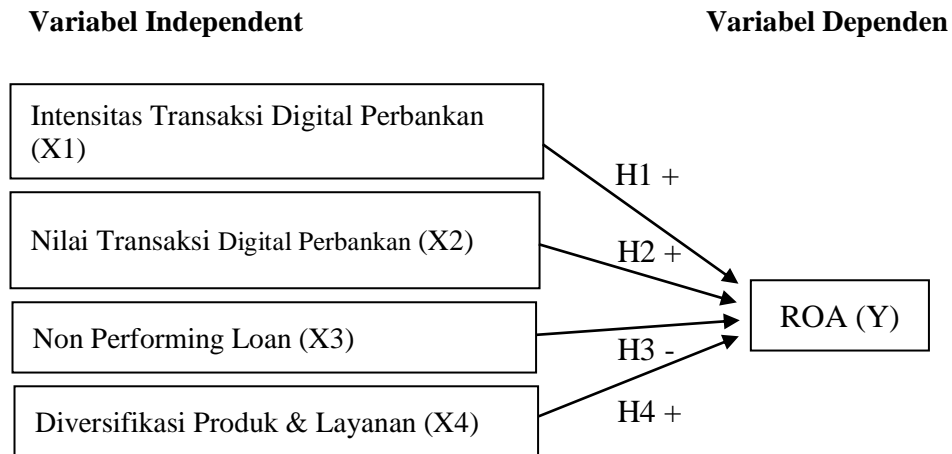 Variabel Independent
Variabel Dependen
Intensitas Transaksi Digital Perbankan
(X1)
H1 +
Nilai Transaksi Digital Perbankan (X2)
H2 +
ROA (Y)
Non Performing Loan (X3)
H3 -
Diversifikasi Produk & Layanan (X4)
H4 +